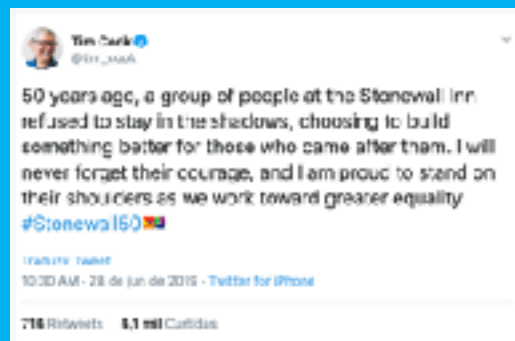 Tim Cook
@tim_cook
50 years ago, a group of people at the Stonewall Inn
refused to stay in the shadows, choosing to build
something better for those who came after them. I will
never forget their courage, and I am proud to stand on
their shoulders as we work toward greater equality
#Stonewall50
10:30 AM - 28 de jun de 2019 - Twitter for iPhone
716 Retweets 5,1 mil Curtidas